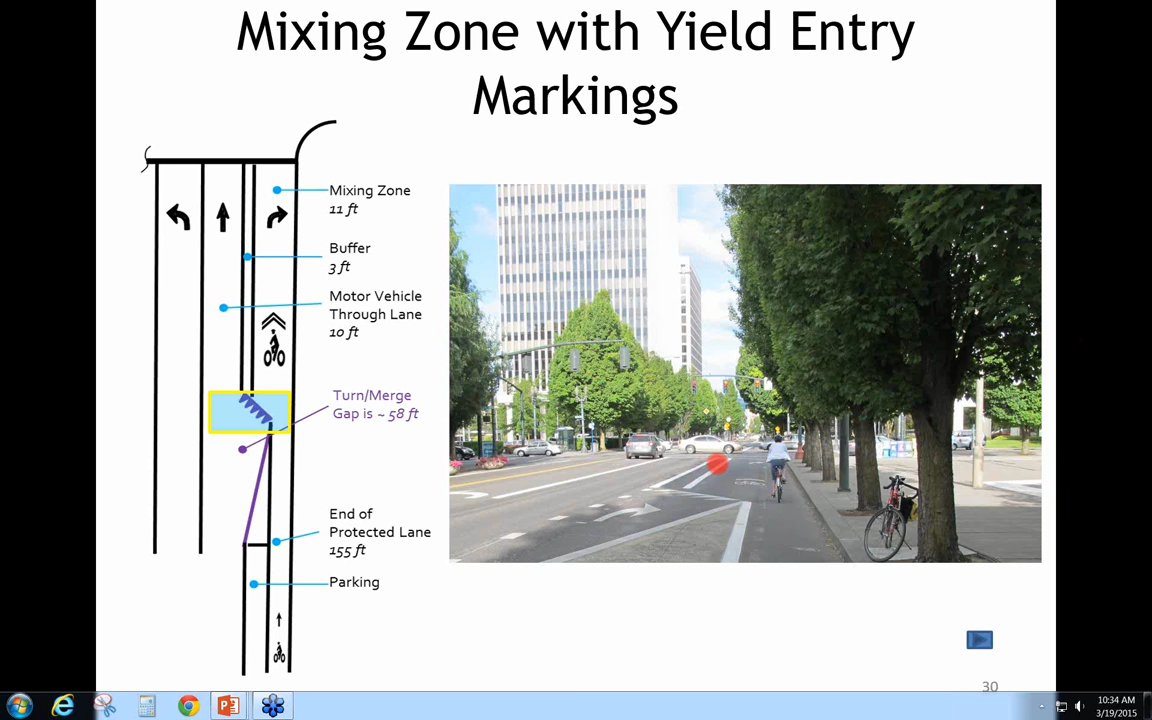 Mixing Zone with Yield Entry
Markings
Mixing Zone
11 ft
Buffer
3 ft
Motor Vehicle
Through Lane
10 ft
Turn/Merge
Gap is ~ 58 ft
End of
Protected Lane
155 ft
Parking
30
10:34 AM
3/19/2015